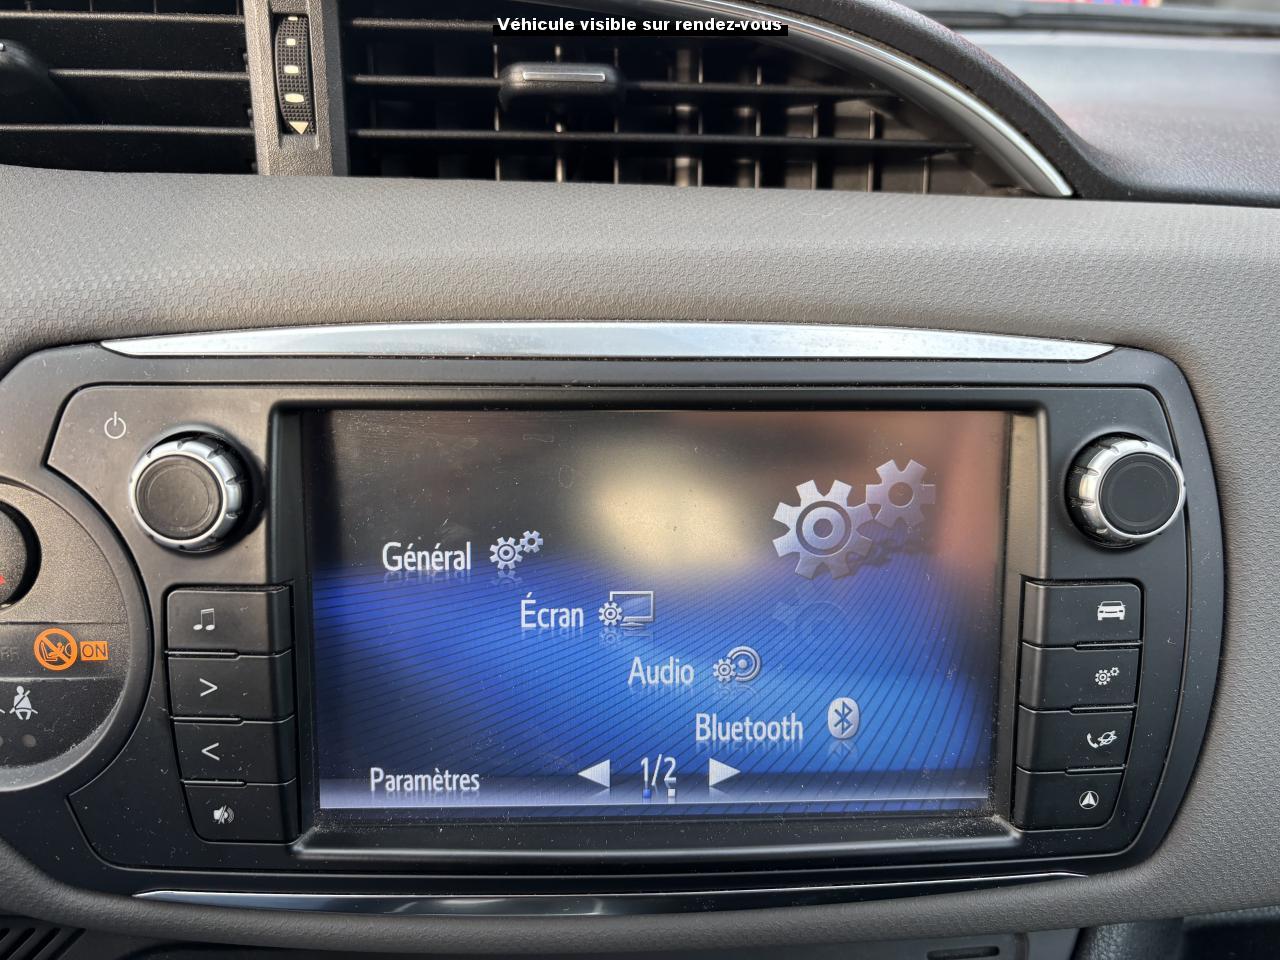 Véhicule visible sur rendez-vous
Général
Écran
Audio
Bluetooth
Paramètres
1/2
ON